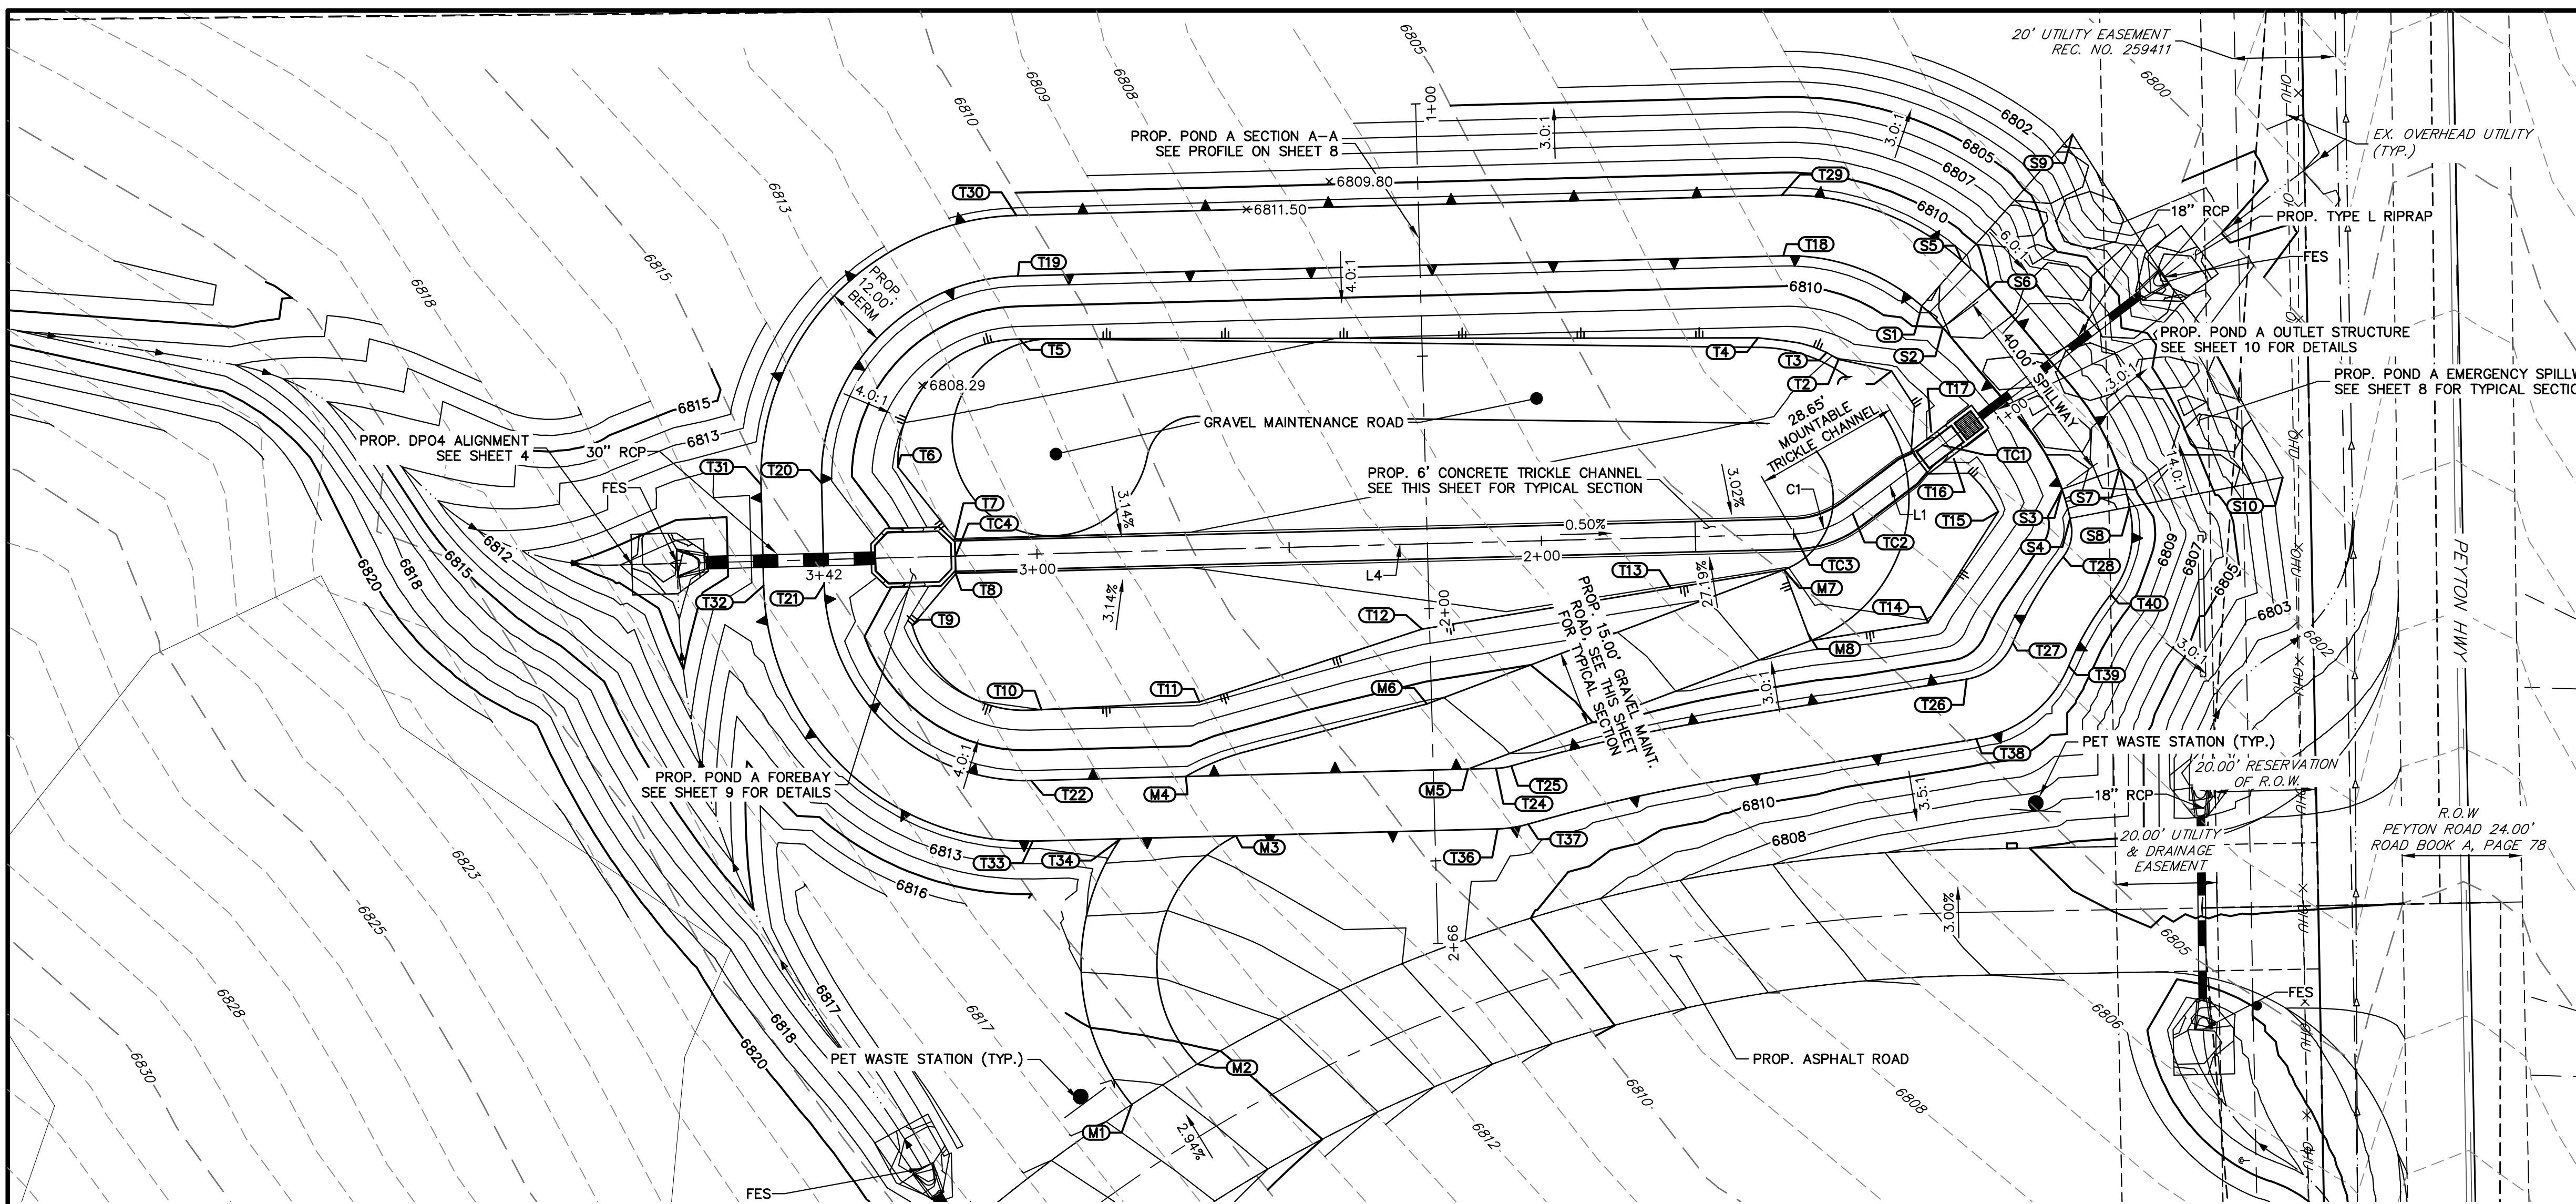 20' UTILITY EASEMENT
REC. NO. 259411
6805
6800
OHU
6809
6808
6810
1+00
3.0:1
3.0:1
6802
EX. OVERHEAD UTILITY
(TYP.)
PROP. POND A SECTION A-A
SEE PROFILE ON SHEET 8
S9
6805
6807
T30
6809.80
T29
6813
6811.50
6810
18" RCP
PROP. TYPE L RIPRAP
6815
T19
T18
S5
6.0:1
FES
6818
PROP.
12.00'
BERM
4.0:1
6810
S6
S1
S2
PROP. POND A OUTLET STRUCTURE
SEE SHEET 10 FOR DETAILS
T5
T4
T3
T2
40.00' SPILLWAY
3.0:1
6808.29
4.0:1
T17
PROP. POND A EMERGENCY SPILLW
SEE SHEET 8 FOR TYPICAL SECTIO
6815
GRAVEL MAINTENANCE ROAD
28.65'
MOUNTABLE
TRICKLE CHANNEL
1+00
PROP. DP04 ALIGNMENT
SEE SHEET 4
6813
30" RCP
T31
T20
T6
PROP. 6' CONCRETE TRICKLE CHANNEL
SEE THIS SHEET FOR TYPICAL SECTION
3.02%
TC1
OHU
FES
3.14%
C1
T16
14.0:1
T7
TC4
0.50%
L1
T15
S7
S3
S10
S8
6812
TC2
S4
6809
6807
6805
3+42
3+00
L4
2+00
TC3
T28
PEYTON HWY
6820
6818
6815
T32
T21
T8
T13
M7
27.19%
3.14%
T9
T12
2+00
T14
T40
6803
6802
PROP. 15.00' GRAVEL MAINT.
ROAD, SEE THIS SHEET
FOR TYPICAL SECTION
M8
T27
3.0:1
T10
T11
M6
3.0:1
T39
OHU
T26
4.0:1
T38
PET WASTE STATION (TYP.)
PROP. POND A FOREBAY
SEE SHEET 9 FOR DETAILS
T22
M4
M5
T25
T24
6810
3.5:1
20.00' RESERVATION
OF R.O.W.
18" RCP
OHU
6823
6813
T33
T34
M3
T36
T37
6808
20.00' UTILITY
& DRAINAGE
EASEMENT
R.O.W
PEYTON ROAD 24.00'
ROAD BOOK A, PAGE 78
6816
6825
2+66
3.00%
OHU
6805
6828
6817
6817
6818
FES
6820
6806
OHU
6830
PET WASTE STATION (TYP.)
M2
PROP. ASPHALT ROAD
6810
6808
M1
2.94%
6812
OHU
FES